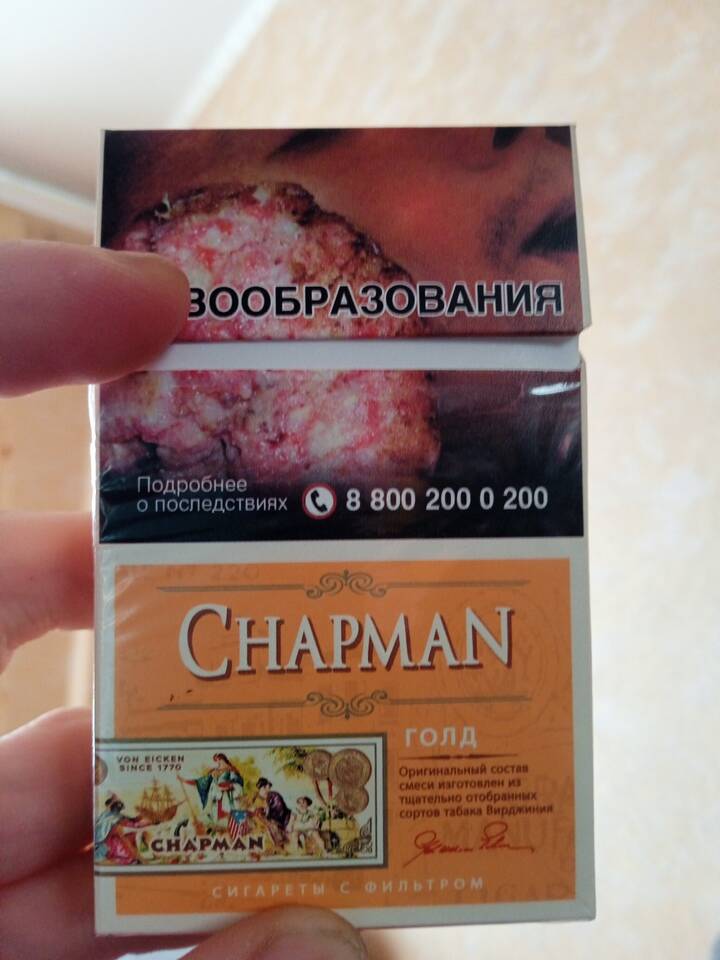 ВООБРАЗОВАНИЯ
Подробнее
о последствиях
8 800 200 0 200
CHAPMAN
ГОЛД
Оригинальный состав
смеси изготовлен из
тщательно отобранных
сортов табака Вирджиния
VON EICKEN
SINCE 1770
CHAPMAN
СИГАРЕТЫ С ФИЛЬТРОМ